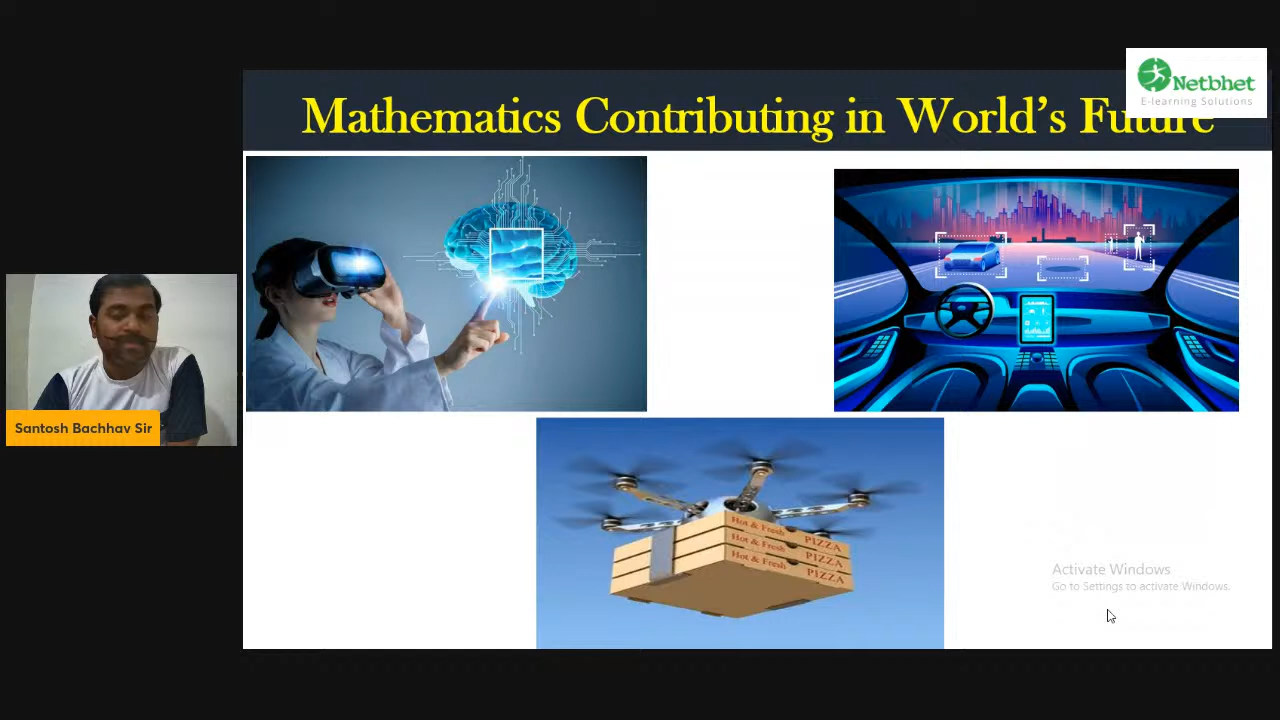 Netbhet
E-learning Solutions
Mathematics Contributing in World's Future
Santosh Bachhav Sir
Hot & Fresh PIZZA
Hot & Fresh PIZZA
Hot & Fresh PIZZA
Activate Windows
Go to Settings to activate Windows.